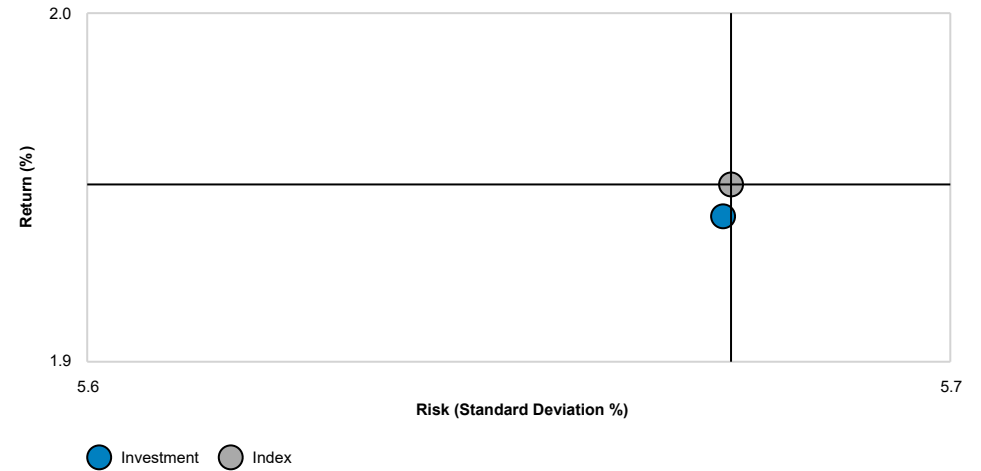 2.0
Return (%)
1.9
5.6
5.7
Risk (Standard Deviation %)
Investment
Index